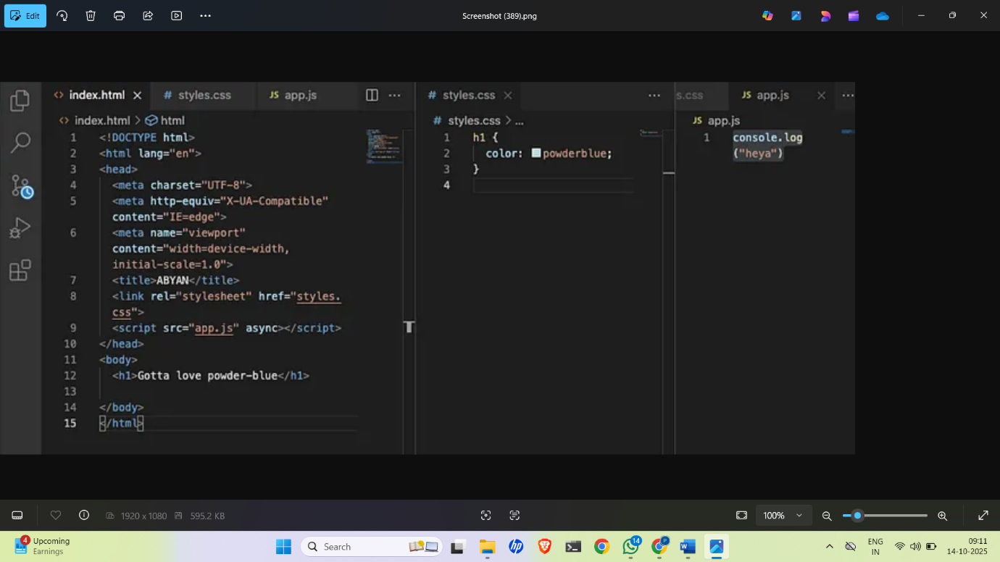 Edit
Screenshot (389).png
index.html
styles.css
JS app.js
index.html > html
1 <!DOCTYPE html>
2 <html lang="en">
3 <head>
4 <meta charset="UTF-8">
5 <meta http-equiv="X-UA-Compatible"
content="IE=edge">
6 <meta name="viewport"
content="width=device-width,
initial-scale=1.0">
7 <title>ABYAN</title>
8 <link rel="stylesheet" href="styles.
css">
9 <script src="app.js" async></script>
10 </head>
11 <body>
12 <h1>Gotta love powder-blue</h1>
13
14 </body>
15 </html>
# styles.css
# styles.css > ...
1 h1 {
2 color: powderblue;
3 }
4
s.css
JS app.js
JS app.js
1 console.log
("heya")
1920 x 1080
595.2 KB
100%
4
Upcoming
Earnings
Search
14
P
ENG
IN
09:11
14-10-2025